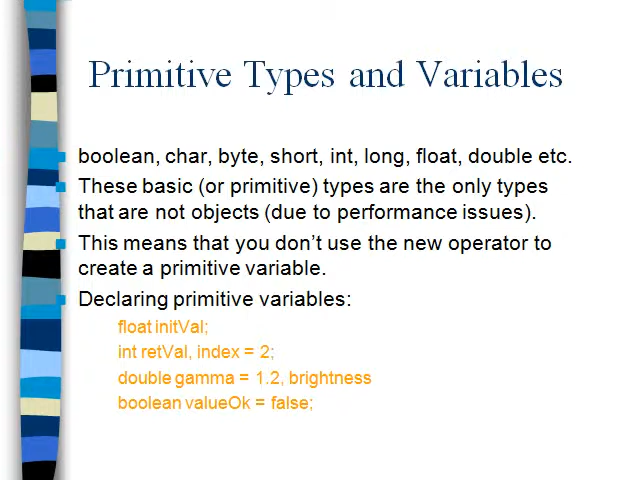 Primitive Types and Variables
boolean, char, byte, short, int, long, float, double etc.
These basic (or primitive) types are the only types
that are not objects (due to performance issues).
This means that you don’t use the new operator to
create a primitive variable.
Declaring primitive variables:
float initVal;
int retVal, index = 2;
double gamma = 1.2, brightness
boolean valueOk = false;